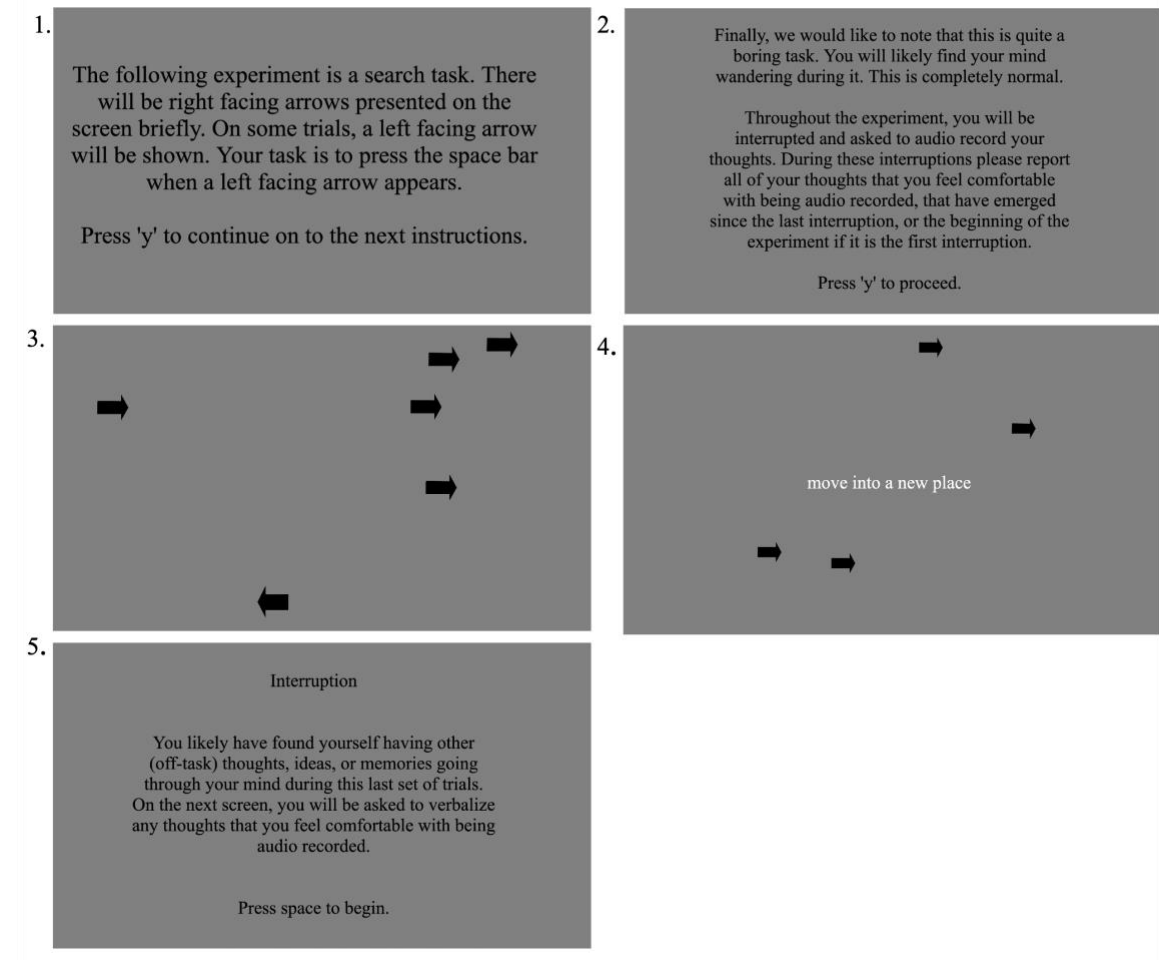 1.
The following experiment is a search task. There
will be right facing arrows presented on the
screen briefly. On some trials, a left facing arrow
will be shown. Your task is to press the space bar
when a left facing arrow appears.
Press 'y' to continue on to the next instructions.
2.
Finally, we would like to note that this is quite a
boring task. You will likely find your mind
wandering during it. This is completely normal.
Throughout the experiment, you will be
interrupted and asked to audio record your
thoughts. During these interruptions please report
all of your thoughts that you feel comfortable
with being audio recorded, that have emerged
since the last interruption, or the beginning of the
experiment if it is the first interruption.
Press 'y' to proceed.
3.
4.
move into a new place
5.
Interruption
You likely have found yourself having other
(off-task) thoughts, ideas, or memories going
through your mind during this last set of trials.
On the next screen, you will be asked to verbalize
any thoughts that you feel comfortable with being
audio recorded.
Press space to begin.